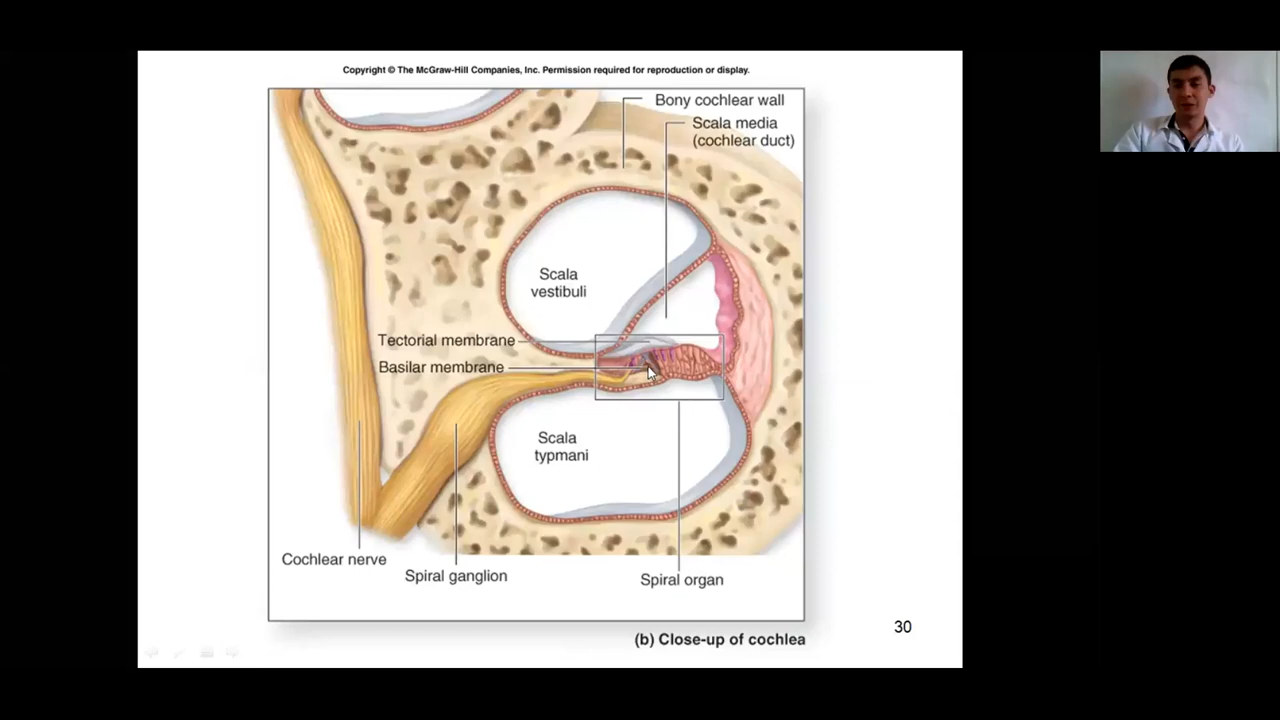 Copyright © The McGraw-Hill Companies, Inc. Permission required for reproduction or display.
Bony cochlear wall
Scala media
(cochlear duct)
Scala
vestibuli
Tectorial membrane
Basilar membrane
Scala
typmani
Cochlear nerve
Spiral ganglion
Spiral organ
30
(b) Close-up of cochlea